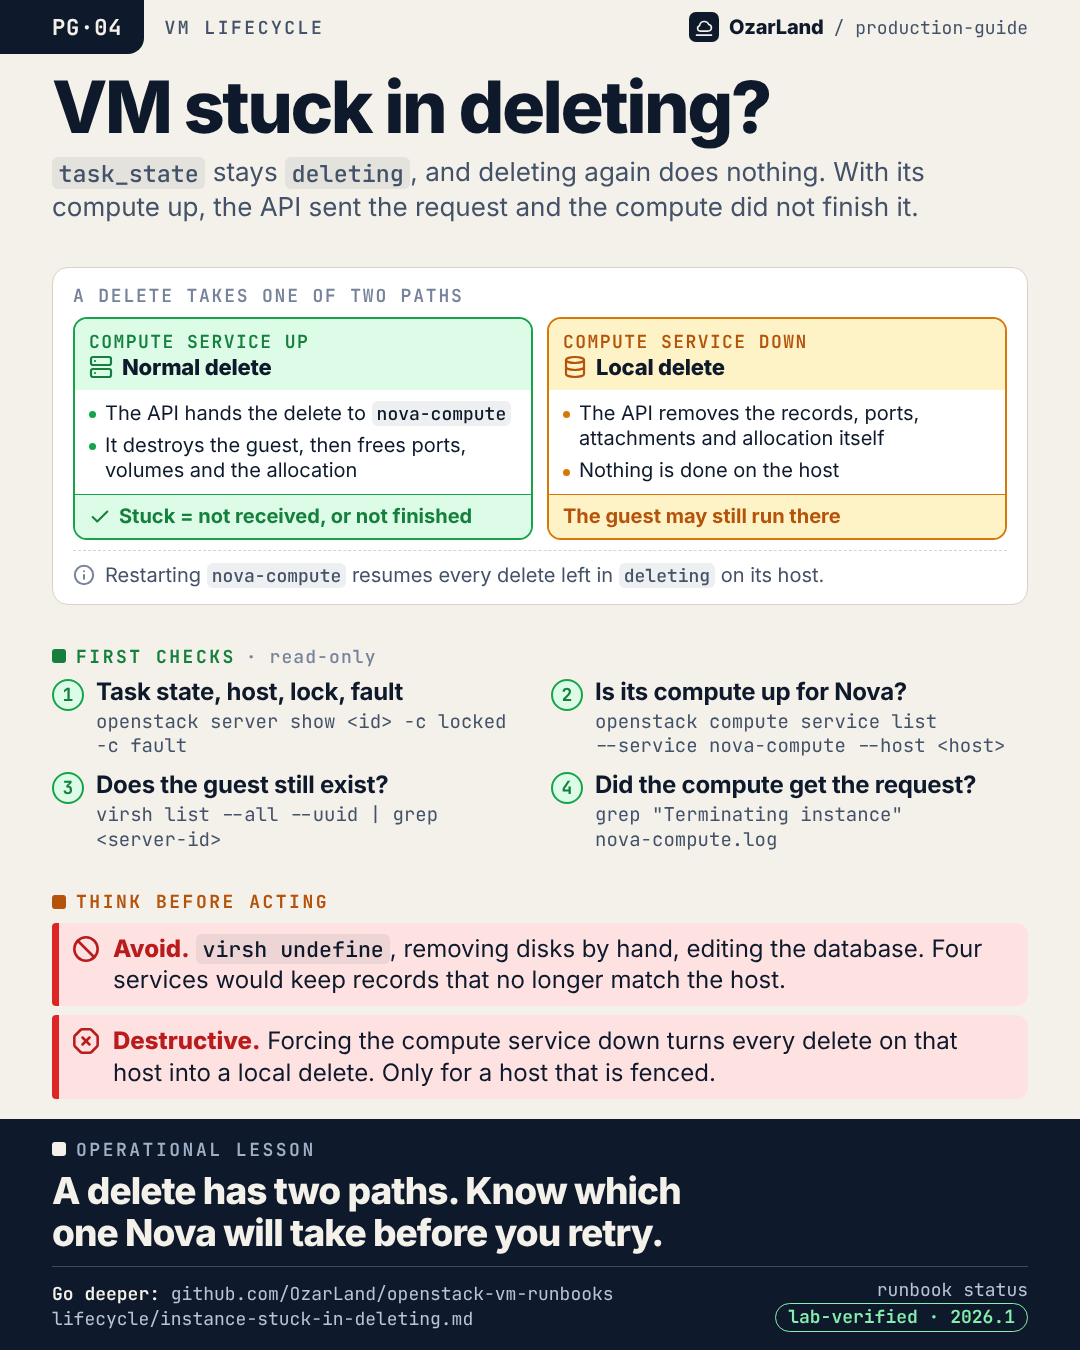 PG·04 VM LIFECYCLE
OzarLand / production-guide
VM stuck in deleting?
task_state stays deleting, and deleting again does nothing. With its
compute up, the API sent the request and the compute did not finish it.
A DELETE TAKES ONE OF TWO PATHS
COMPUTE SERVICE UP
Normal delete
The API hands the delete to nova-compute
It destroys the guest, then frees ports,
volumes and the allocation
Stuck = not received, or not finished
COMPUTE SERVICE DOWN
Local delete
The API removes the records, ports,
attachments and allocation itself
Nothing is done on the host
The guest may still run there
Restarting nova-compute resumes every delete left in deleting on its host.
FIRST CHECKS · read-only
1 Task state, host, lock, fault
openstack server show <id> -c locked
-c fault
2 Is its compute up for Nova?
openstack compute service list
--service nova-compute --host <host>
3 Does the guest still exist?
virsh list --all --uuid | grep
<server-id>
4 Did the compute get the request?
grep "Terminating instance"
nova-compute.log
THINK BEFORE ACTING
Avoid. virsh undefine, removing disks by hand, editing the database. Four
services would keep records that no longer match the host.
Destructive. Forcing the compute service down turns every delete on that
host into a local delete. Only for a host that is fenced.
OPERATIONAL LESSON
A delete has two paths. Know which
one Nova will take before you retry.
Go deeper: github.com/OzarLand/openstack-vm-runbooks
lifecycle/instance-stuck-in-deleting.md
runbook status
lab-verified · 2026.1